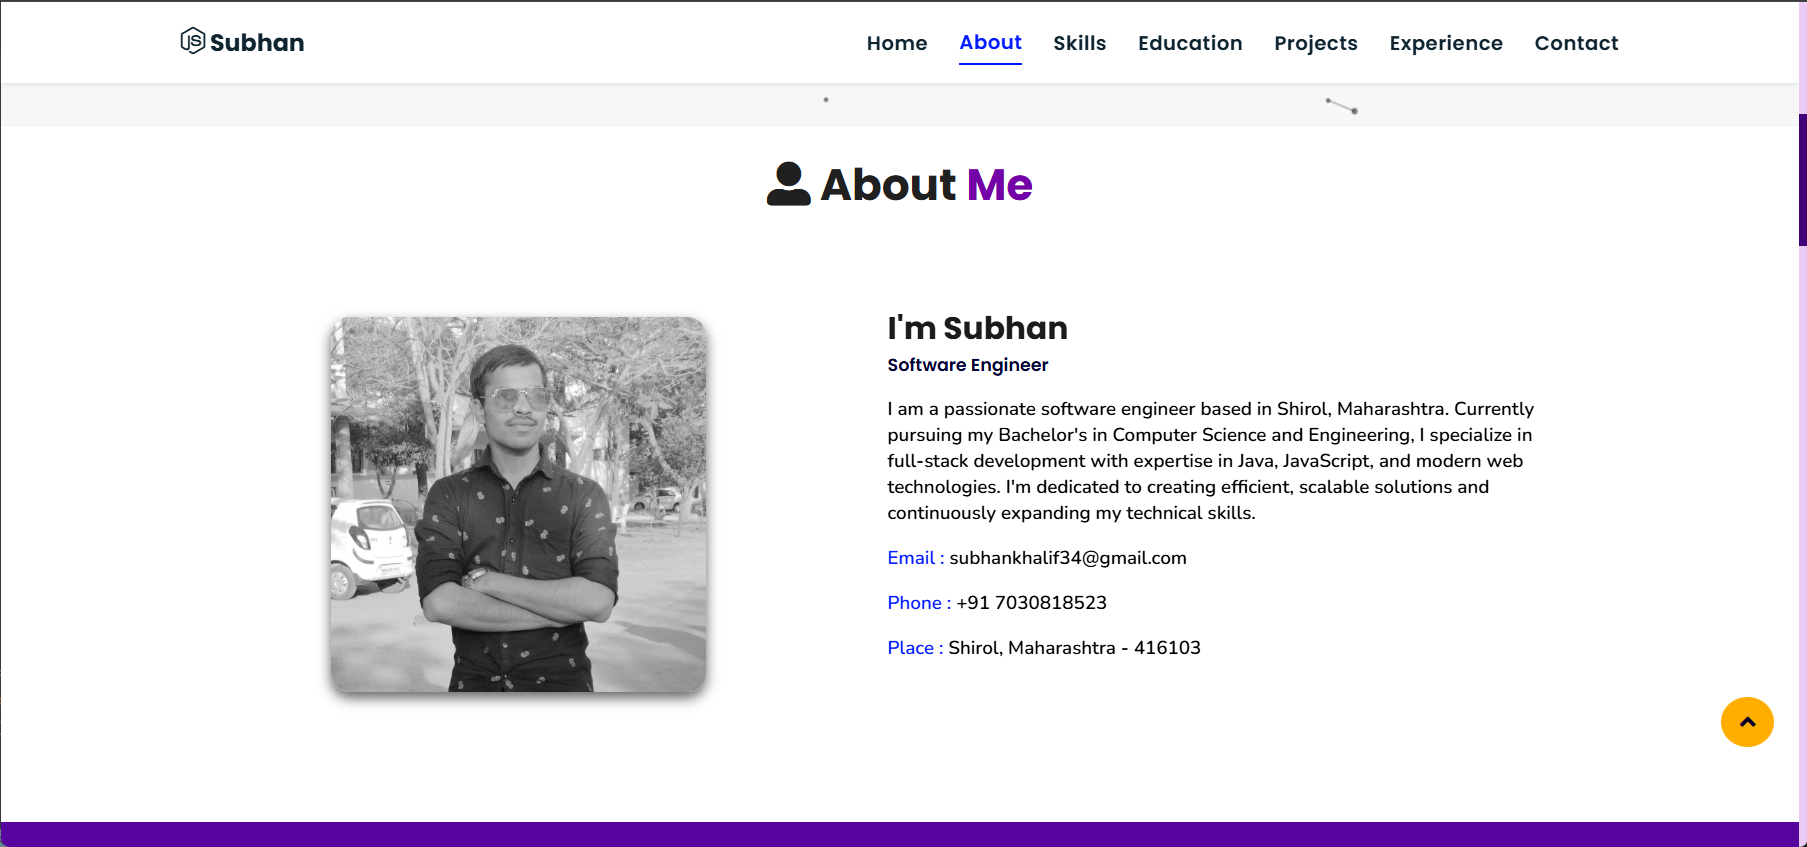 JS Subhan
Home About Skills Education Projects Experience Contact
About Me
I'm Subhan
Software Engineer
I am a passionate software engineer based in Shirol, Maharashtra. Currently
pursuing my Bachelor's in Computer Science and Engineering, I specialize in
full-stack development with expertise in Java, JavaScript, and modern web
technologies. I'm dedicated to creating efficient, scalable solutions and
continuously expanding my technical skills.
Email : subhankhalif34@gmail.com
Phone : +91 7030818523
Place : Shirol, Maharashtra - 416103